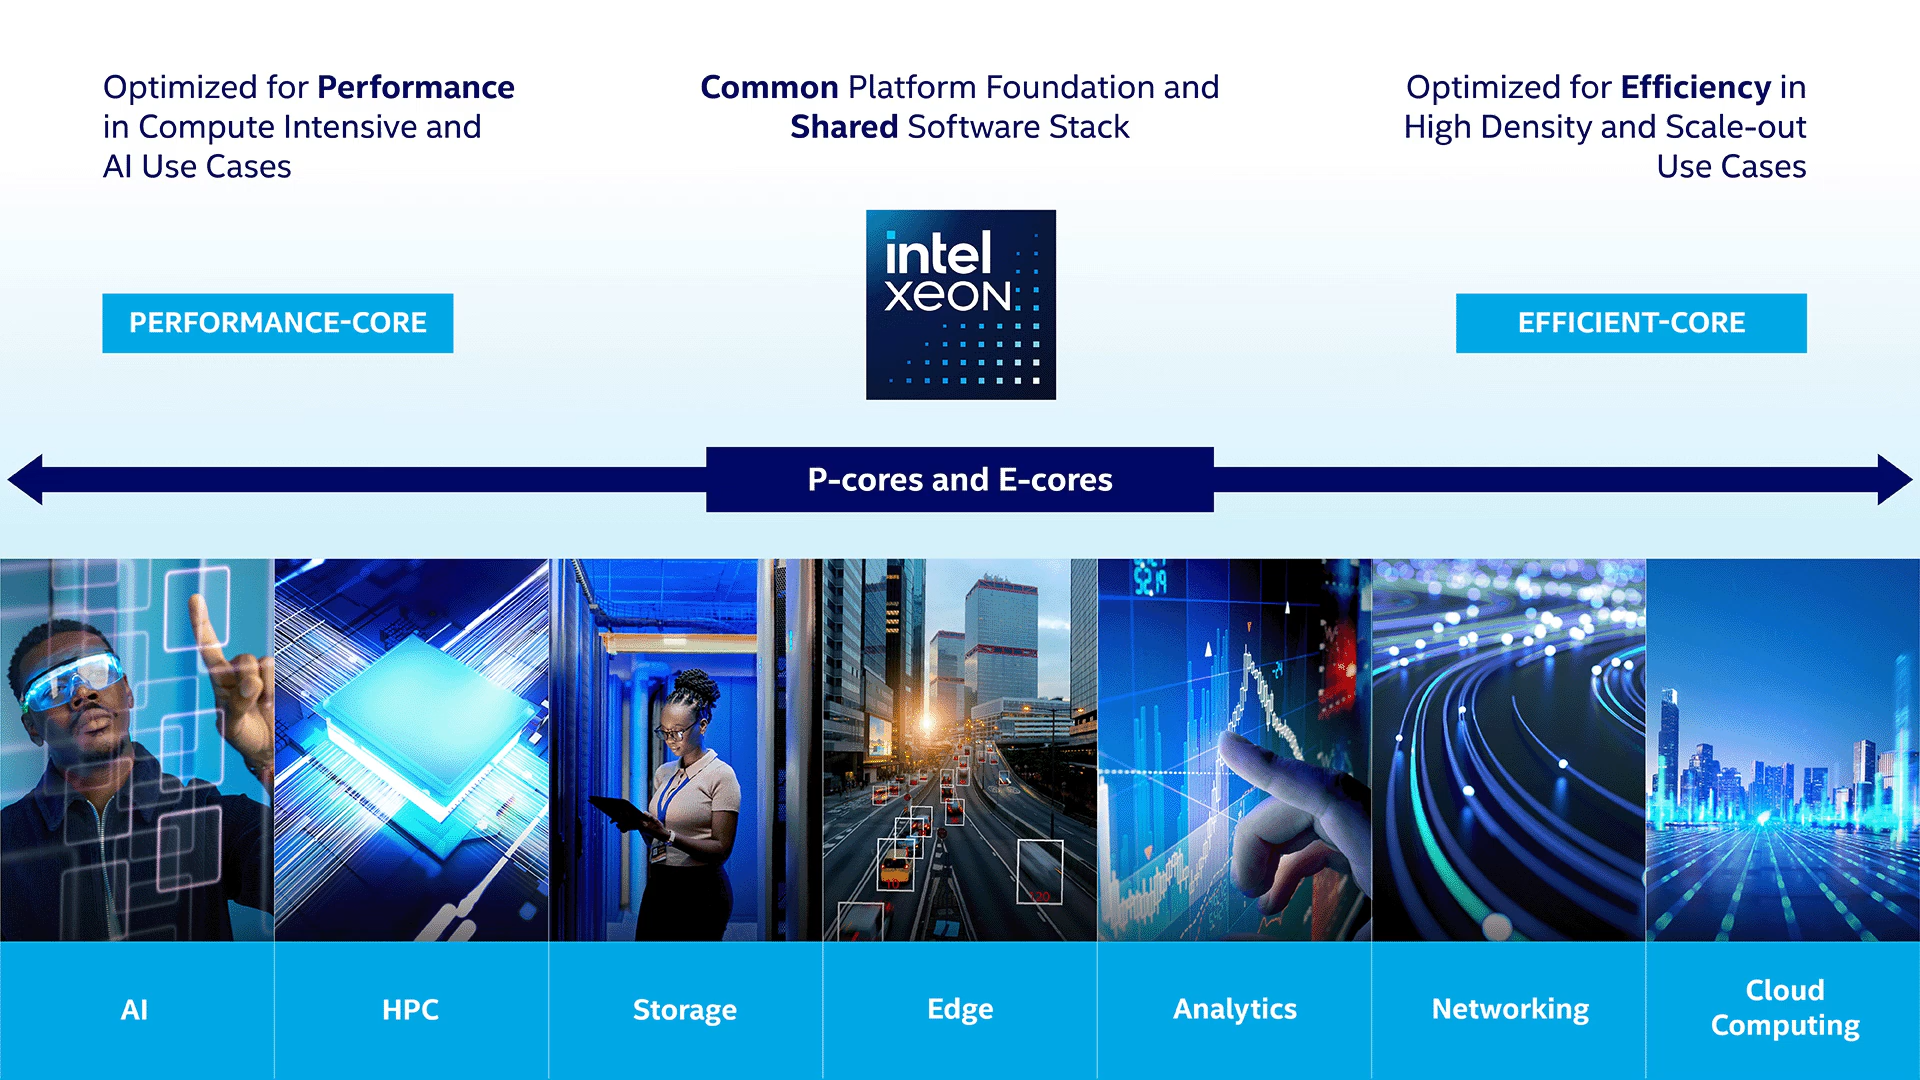 Optimized for Performance
in Compute Intensive and
AI Use Cases
Common Platform Foundation and
Shared Software Stack
Optimized for Efficiency in
High Density and Scale-out
Use Cases
intel
xeon
PERFORMANCE-CORE
EFFICIENT-CORE
P-cores and E-cores
52.19
AI
HPC
Storage
Edge
Analytics
Networking
Cloud
Computing